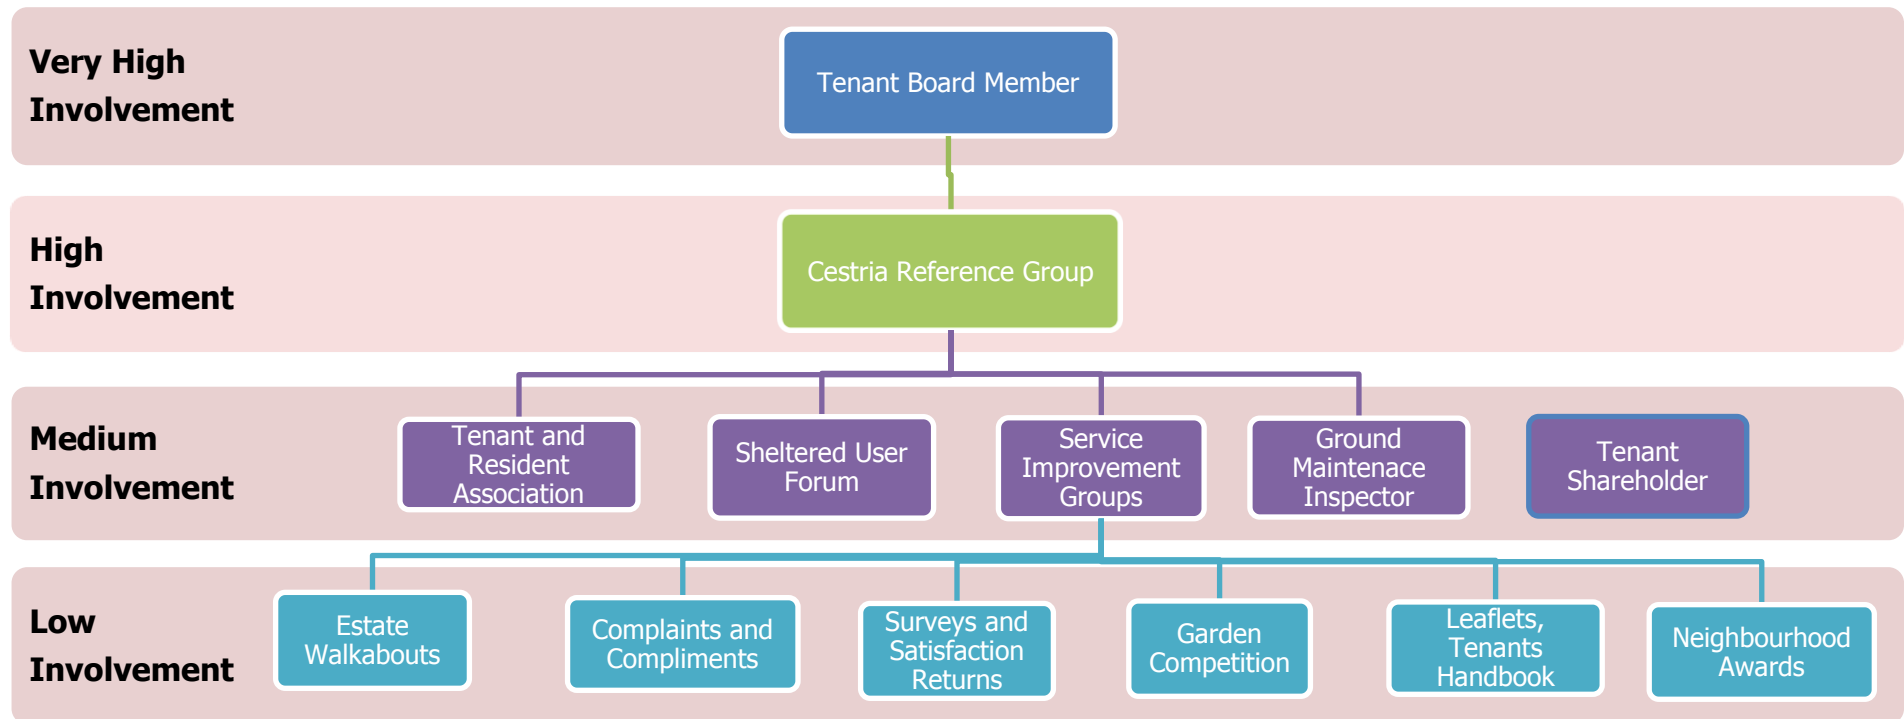 Very High
Involvement
Tenant Board Member
High
Involvement
Cestria Reference Group
Medium
Involvement
Tenant and
Resident
Association
Sheltered User
Forum
Service
Improvement
Groups
Ground
Maintenace
Inspector
Tenant
Shareholder
Low
Involvement
Estate
Walkabouts
Complaints and
Compliments
Surveys and
Satisfaction
Returns
Garden
Competition
Leaflets,
Tenants
Handbook
Neighbourhood
Awards